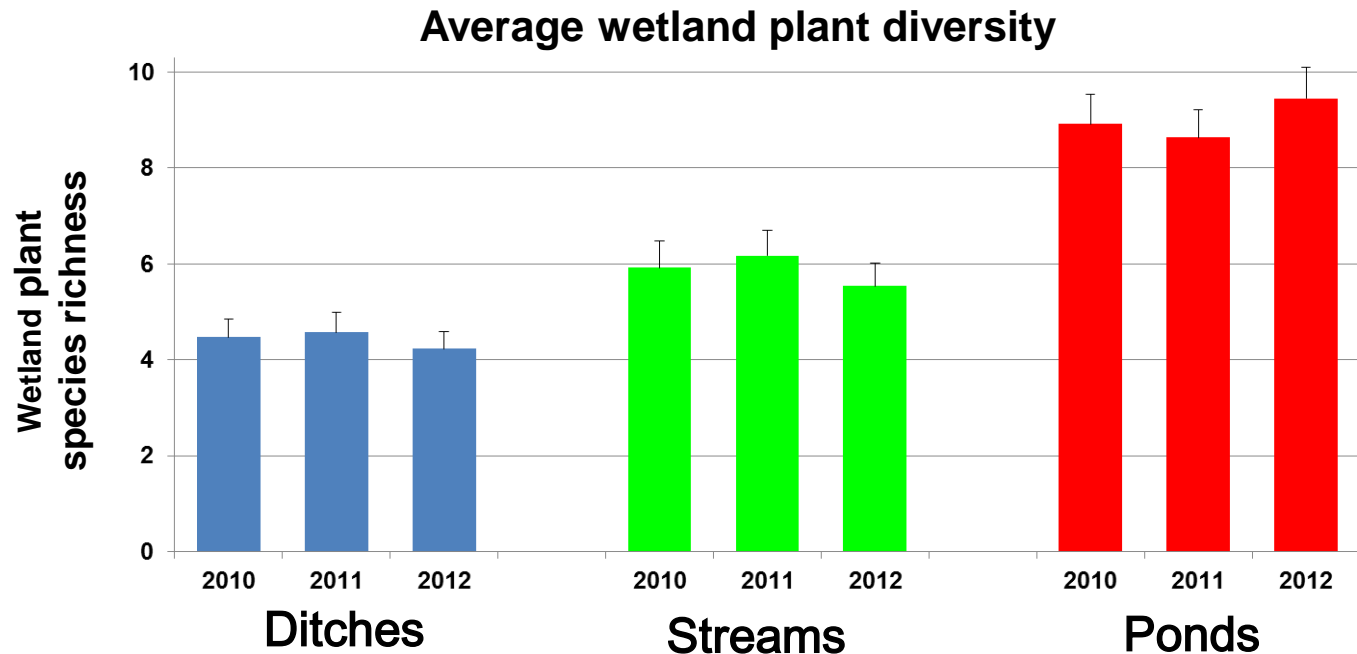 Average wetland plant diversity
Wetland plant
species richness
10
8
6
4
2
0
2010 2011 2012 2010 2011 2012 2010 2011 2012
Ditches Streams Ponds